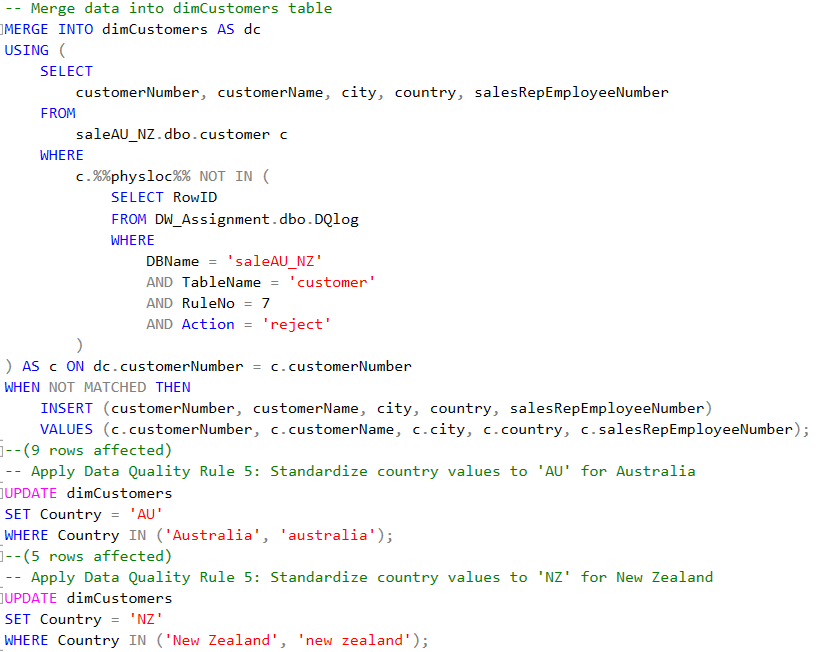 -- Merge data into dimCustomers table
MERGE INTO dimCustomers AS dc
USING (
    SELECT
        customerNumber, customerName, city, country, salesRepEmployeeNumber
    FROM
        saleAU_NZ.dbo.customer c
    WHERE
        c.%%physloc%% NOT IN (
            SELECT RowID
            FROM DW_Assignment.dbo.DQlog
            WHERE
                DBName = 'saleAU_NZ'
                AND TableName = 'customer'
                AND RuleNo = 7
                AND Action = 'reject'
        )
) AS c ON dc.customerNumber = c.customerNumber
WHEN NOT MATCHED THEN
    INSERT (customerNumber, customerName, city, country, salesRepEmployeeNumber)
    VALUES (c.customerNumber, c.customerName, c.city, c.country, c.salesRepEmployeeNumber);
--(9 rows affected)
-- Apply Data Quality Rule 5: Standardize country values to 'AU' for Australia
UPDATE dimCustomers
SET Country = 'AU'
WHERE Country IN ('Australia', 'australia');
--(5 rows affected)
-- Apply Data Quality Rule 5: Standardize country values to 'NZ' for New Zealand
UPDATE dimCustomers
SET Country = 'NZ'
WHERE Country IN ('New Zealand', 'new zealand');